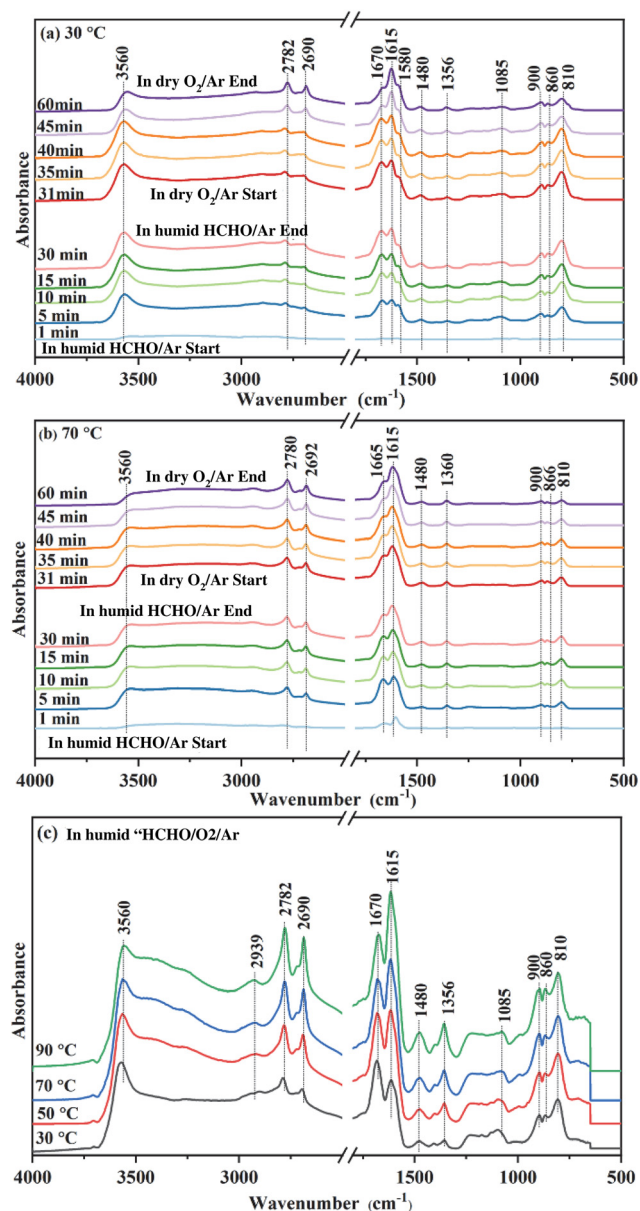 (a) 30 °C
3560
2782
2690
1670
1615
1580
1480
1356
1085
900
860
810
In dry O₂/Ar End
60min
45min
40min
35min
31min
In dry O₂/Ar Start
In humid HCHO/Ar End
30 min
15 min
10 min
5 min
1 min
In humid HCHO/Ar Start
Absorbance
4000 3500 3000 1500 1000 500
Wavenumber (cm⁻¹)
(b) 70 °C
3560
2780
2692
1665
1615
1480
1360
900
866
810
In dry O₂/Ar End
60 min
45 min
40 min
35 min
31 min
In dry O₂/Ar Start
In humid HCHO/Ar End
30 min
15 min
10 min
5 min
1 min
In humid HCHO/Ar Start
Absorbance
4000 3500 3000 1500 1000 500
Wavenumber (cm⁻¹)
(c) In humid “HCHO/O2/Ar
3560
2939
2782
2690
1670
1615
1480
1356
1085
900
860
810
90 °C
70 °C
50 °C
30 °C
Absorbance
4000 3500 3000 1500 1000 500
Wavenumber (cm⁻¹)